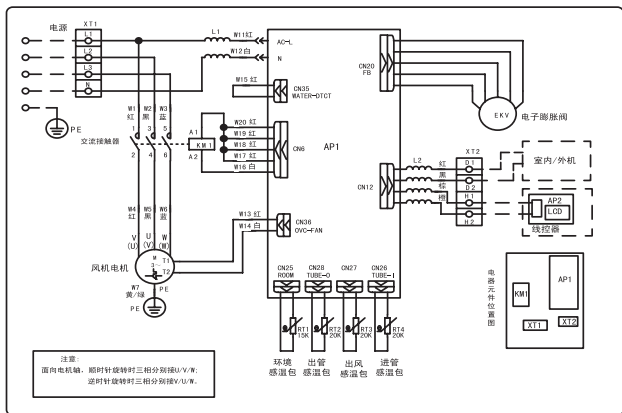 电源
XT1
L1
L2
L3
N
PE
L1
W11红
AC-L
W12白
N
W15 红
CN35
WATER-DTCT
W1
W2
W3
红
黑
蓝
1
3
5
交流接触器
2
4
6
A1
KM1
A2
W20 红
W19 红
W18 红
W17 红
W16 白
CN6
AP1
CN20
FB
EKV
电子膨胀阀
L2
XT2
CN12
红
黑
棕
橙
D1
D2
H1
H2
室内/外机
AP2
LCD
线控器
W4
W5
W6
红
黑
蓝
V
U
W
(U)
(V)
(W)
M
3~
T1
T2
风机电机
W7
黄/绿
PE
PE
W13 红
W14 白
CN36
OVC-FAN
CN25
ROOM
CN28
TUBE-O
CN27
CN26
TUBE-I
RT1
15K
RT2
20K
RT3
20K
RT4
20K
环境
感温包
出管
感温包
出风
感温包
进管
感温包
电器元件位置图
KM1
AP1
XT1
XT2
注意:
面向电机轴,顺时针旋转时三相分别接U/V/W;
逆时针旋转时三相分别接V/U/W。